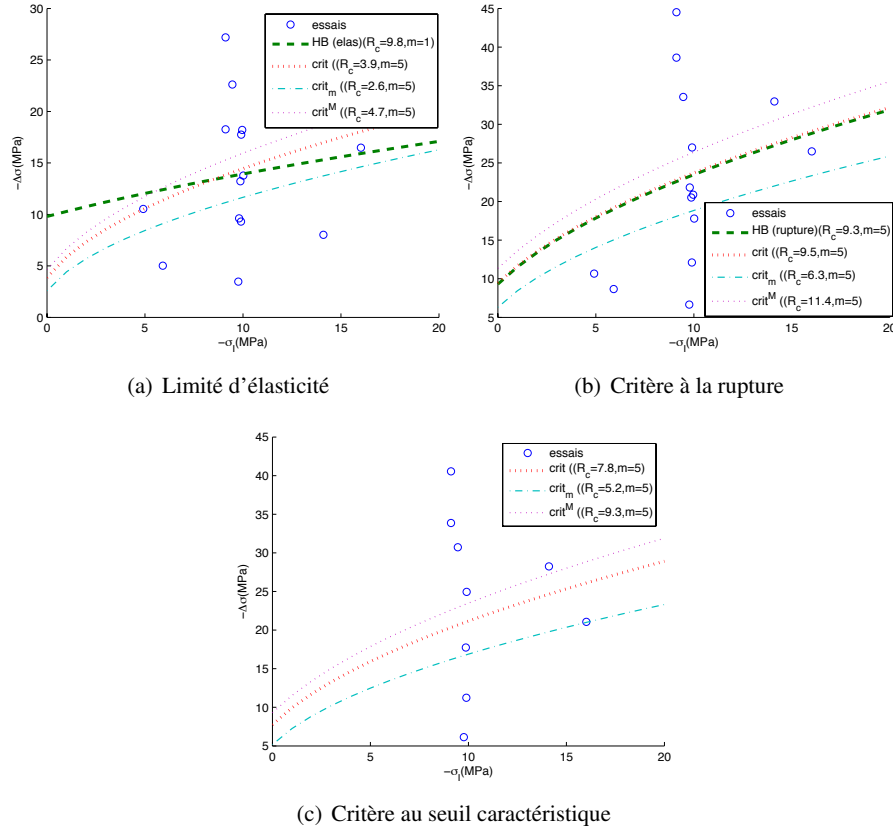 30
25
20
15
10
5
0
0
5
10
15
20
−Δσ(MPa)
−σ_l(MPa)
essais
HB (elas)(R_c=9.8,m=1)
crit ((R_c=3.9,m=5)
crit_m ((R_c=2.6,m=5)
crit^M ((R_c=4.7,m=5)
(a) Limité d'élasticité
45
40
35
30
25
20
15
10
5
0
5
10
15
20
−Δσ(MPa)
−σ_l(MPa)
essais
HB (rupture)(R_c=9.3,m=5)
crit ((R_c=9.5,m=5)
crit_m ((R_c=6.3,m=5)
crit^M ((R_c=11.4,m=5)
(b) Critère à la rupture
45
40
35
30
25
20
15
10
5
0
5
10
15
20
−Δσ(MPa)
−σ_l(MPa)
essais
crit ((R_c=7.8,m=5)
crit_m ((R_c=5.2,m=5)
crit^M ((R_c=9.3,m=5)
(c) Critère au seuil caractéristique